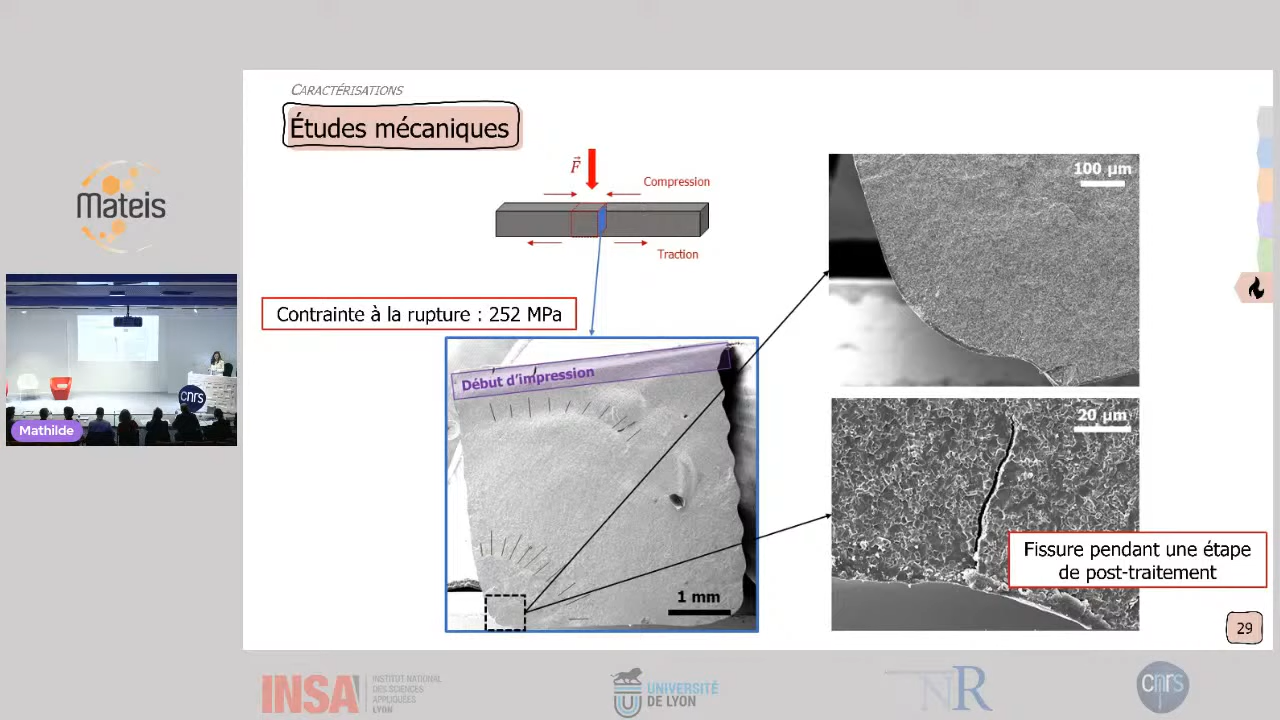 CARACTÉRISATIONS
Études mécaniques
F
Compression
Traction
100 µm
Mateis
Contrainte à la rupture : 252 MPa
Début d'impression
20 µm
cnrs
Mathilde
Fissure pendant une étape
de post-traitement
1 mm
29
INSA
INSTITUT NATIONAL
DES SCIENCES
APPLIQUÉES
LYON
UNIVERSITÉ
DE LYON
NR
cnrs